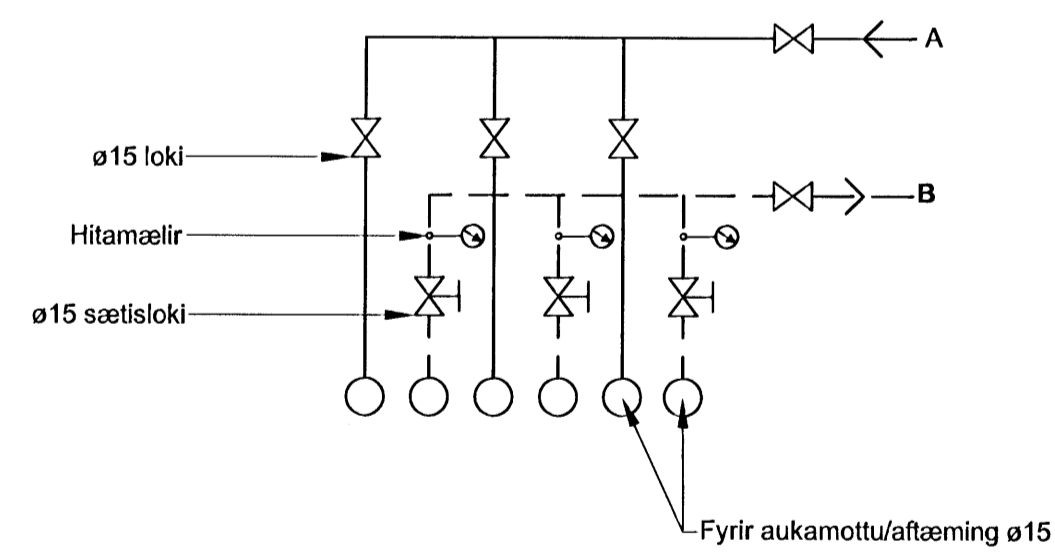 A
ø15 loki
B
Hitamælir
ø15 sætisloki
Fyrir aukamottu/aftæming ø15